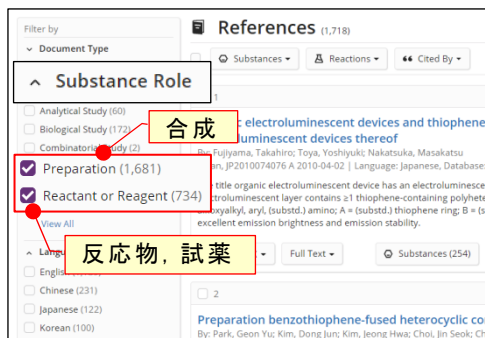 Filter by
Document Type
Substance Role
Analytical Study (60)
Biological Study (172)
Combinatorial Study (2)
合成
Preparation (1,681)
Reactant or Reagent (734)
View All
反応物, 試薬
English
Chinese (231)
Japanese (122)
Korean (100)
References (1,718)
Substances
Reactions
Cited By
1
electroluminescent devices and thiophene
luminescent devices thereof
By: Fujiyama, Takahiro; Toya, Yoshiyuki; Nakatsuka, Masakatsu
JP2010074076 A 2010-04-02 | Language: Japanese, Database
title organic electroluminescent device has an electroluminescent
electroluminescent layer contains ≥1 thiophene-containing polyhete
alkyl, aryl, (substd.) amino; A = (substd.) thiophene ring; B = (s
excellent emission brightness and emission stability.
Full Text
Substances (254)
2
Preparation benzothiophene-fused heterocyclic co
By: Park, Geon Yu; Kim, Dong Jun; Kim, Jeong Hwa; Choi, Jin Seok; Ch